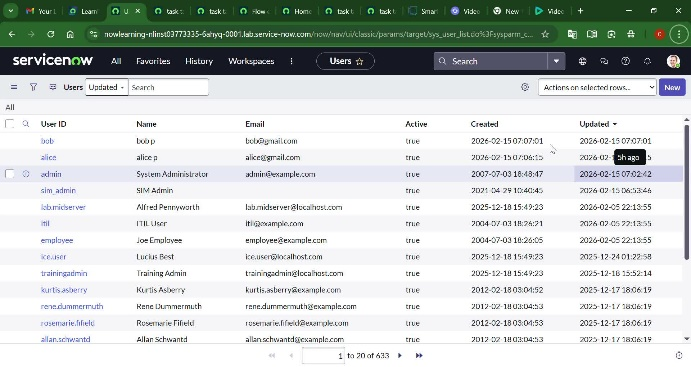 Your l
Learn
U
task t
task t
Flow
Home
task t
task t
Smart
Video
New
Video
nowlearning-nlinst03773335-6ahyq-0001.lab.service-now.com/now/nav/ui/classic/params/target/sys_user_list.do%3Fsysparm_c...
servicenow All Favorites History Workspaces Users Search
Users Updated Search Actions on selected rows... New
All
User ID Name Email Active Created Updated
bob bob p bob@gmail.com true 2026-02-15 07:07:01 2026-02-15 07:07:01
alice alice p alice@gmail.com true 2026-02-15 07:06:15 5h ago 5
admin System Administrator admin@example.com true 2007-07-03 18:48:47 2026-02-15 07:02:42
sim_admin SIM Admin true 2021-04-29 10:40:45 2026-02-15 06:53:46
lab.midserver Alfred Pennyworth lab.midserver@localhost.com true 2025-12-18 15:49:23 2026-02-05 22:13:55
itil ITIL User itil@example.com true 2004-07-03 18:26:21 2026-02-05 22:13:55
employee Joe Employee employee@example.com true 2004-07-03 18:26:05 2026-02-05 22:13:55
ice.user Lucius Best ice.user@localhost.com true 2025-12-18 15:49:23 2025-12-24 01:22:58
trainingadmin Training Admin trainingadmin@localhost.com true 2025-12-18 15:49:23 2025-12-18 15:52:14
kurtis.asberry Kurtis Asberry kurtis.asberry@example.com true 2012-02-18 03:04:52 2025-12-17 18:06:19
rene.dummermuth Rene Dummermuth rene.dummermuth@example.com true 2012-02-18 03:04:53 2025-12-17 18:06:19
rosemarie.fifield Rosemarie Fifield rosemarie.fifield@example.com true 2012-02-18 03:04:53 2025-12-17 18:06:19
allan.schwantd Allan Schwantd allan.schwantd@example.com true 2012-02-18 03:04:53 2025-12-17 18:06:19
1 to 20 of 633